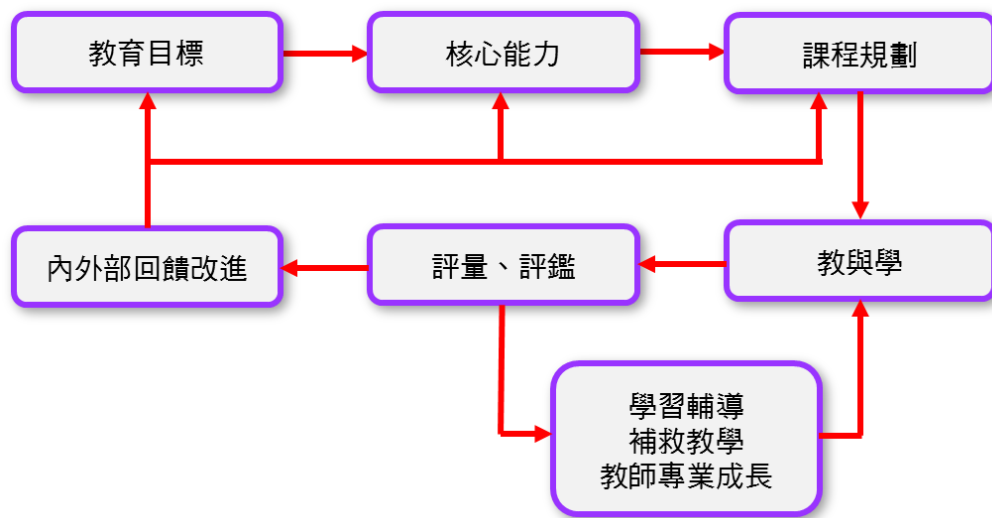 教育目標
核心能力
課程規劃
內外部回饋改進
評量、評鑑
教與學
學習輔導
補救教學
教師專業成長